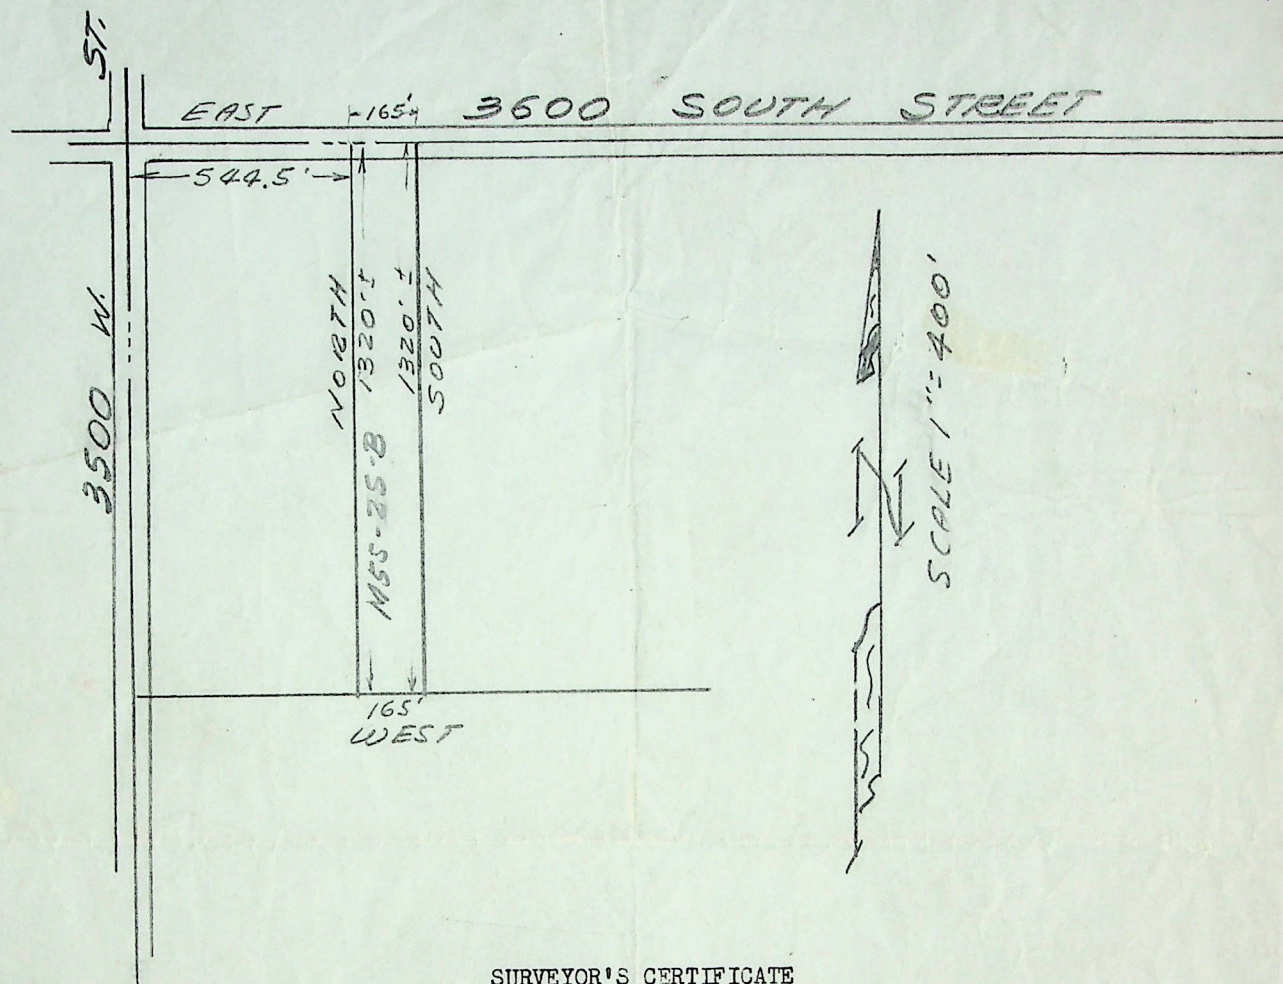 ST.
EAST 165' 3600 SOUTH STREET
544.5'
NORTH
1320'±
1320'±
SOUTH
3500 W.
M55-25-B
N
SCALE 1"=400'
165'
WEST
SURVEYOR'S CERTIFICATE